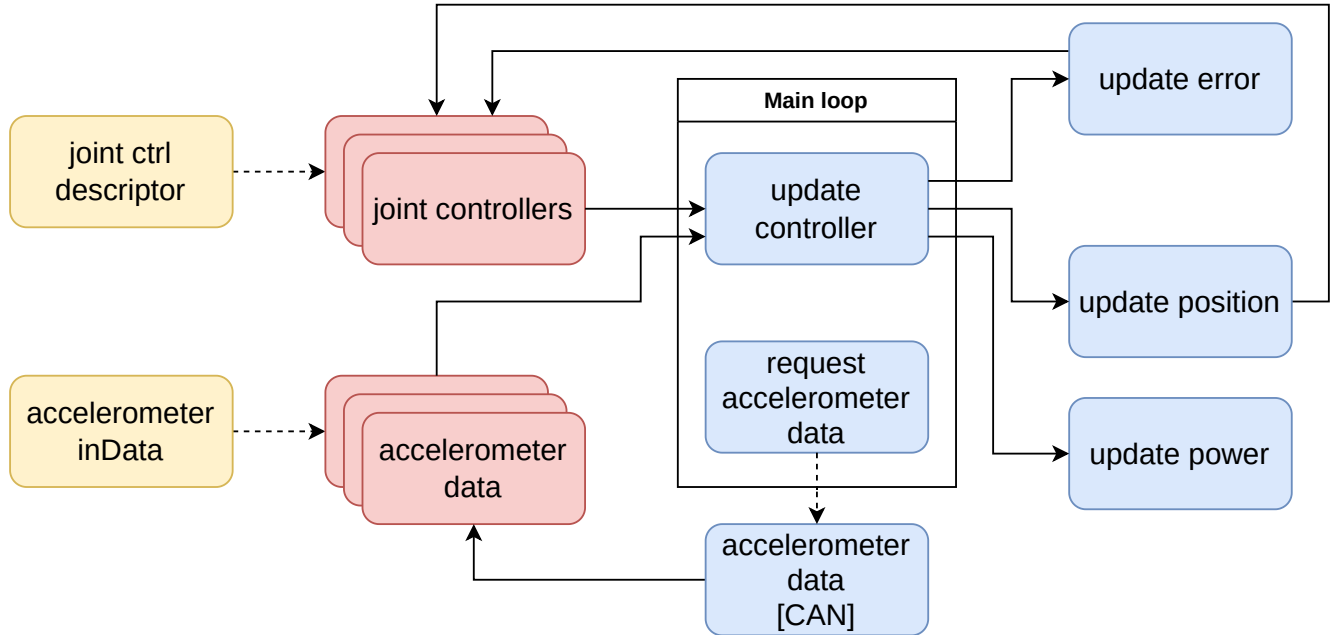 Main loop
joint ctrl
descriptor
joint controllers
update
controller
update error
update position
accelerometer
inData
accelerometer
data
request
accelerometer
data
update power
accelerometer
data
[CAN]